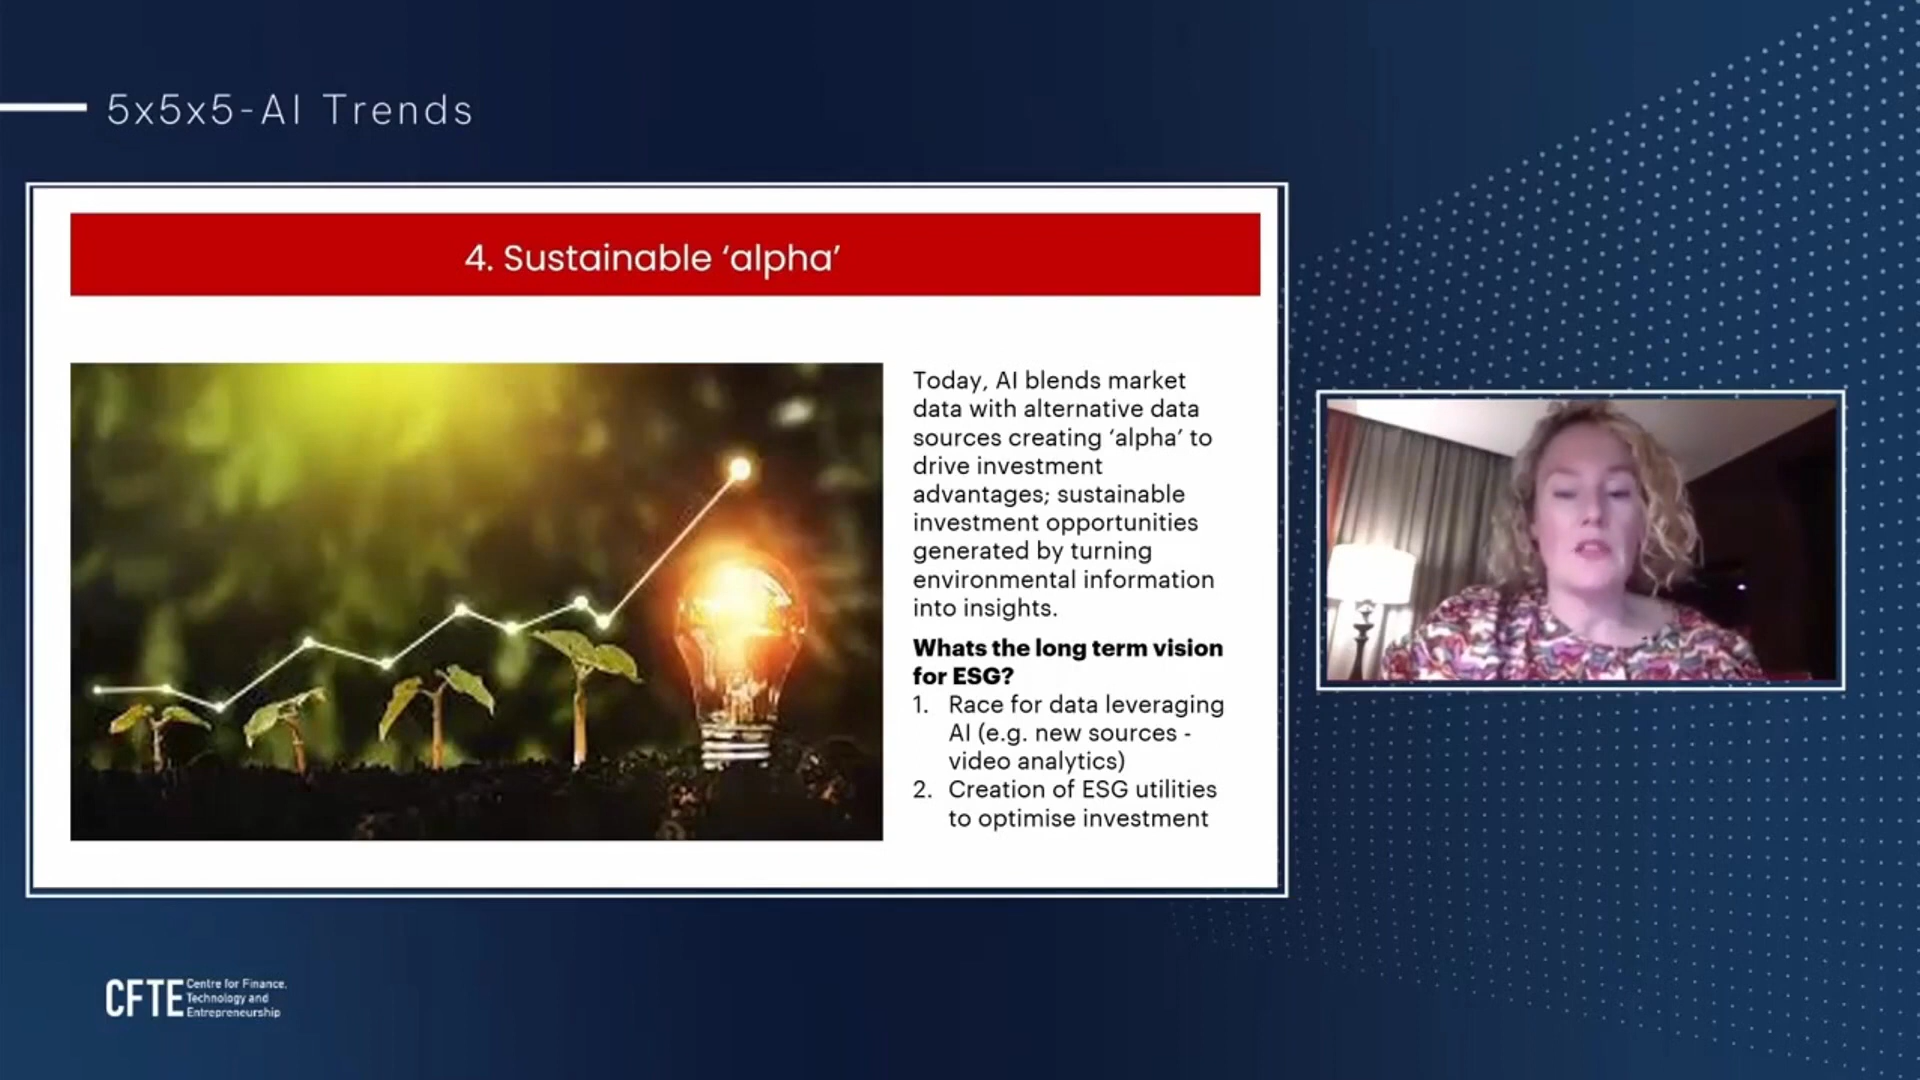 5x5x5-AI Trends
4. Sustainable ‘alpha’
Today, AI blends market
data with alternative data
sources creating ‘alpha’ to
drive investment
advantages; sustainable
investment opportunities
generated by turning
environmental information
into insights.
Whats the long term vision
for ESG?
1. Race for data leveraging
AI (e.g. new sources -
video analytics)
2. Creation of ESG utilities
to optimise investment
CFTE
Centre for Finance,
Technology and
Entrepreneurship